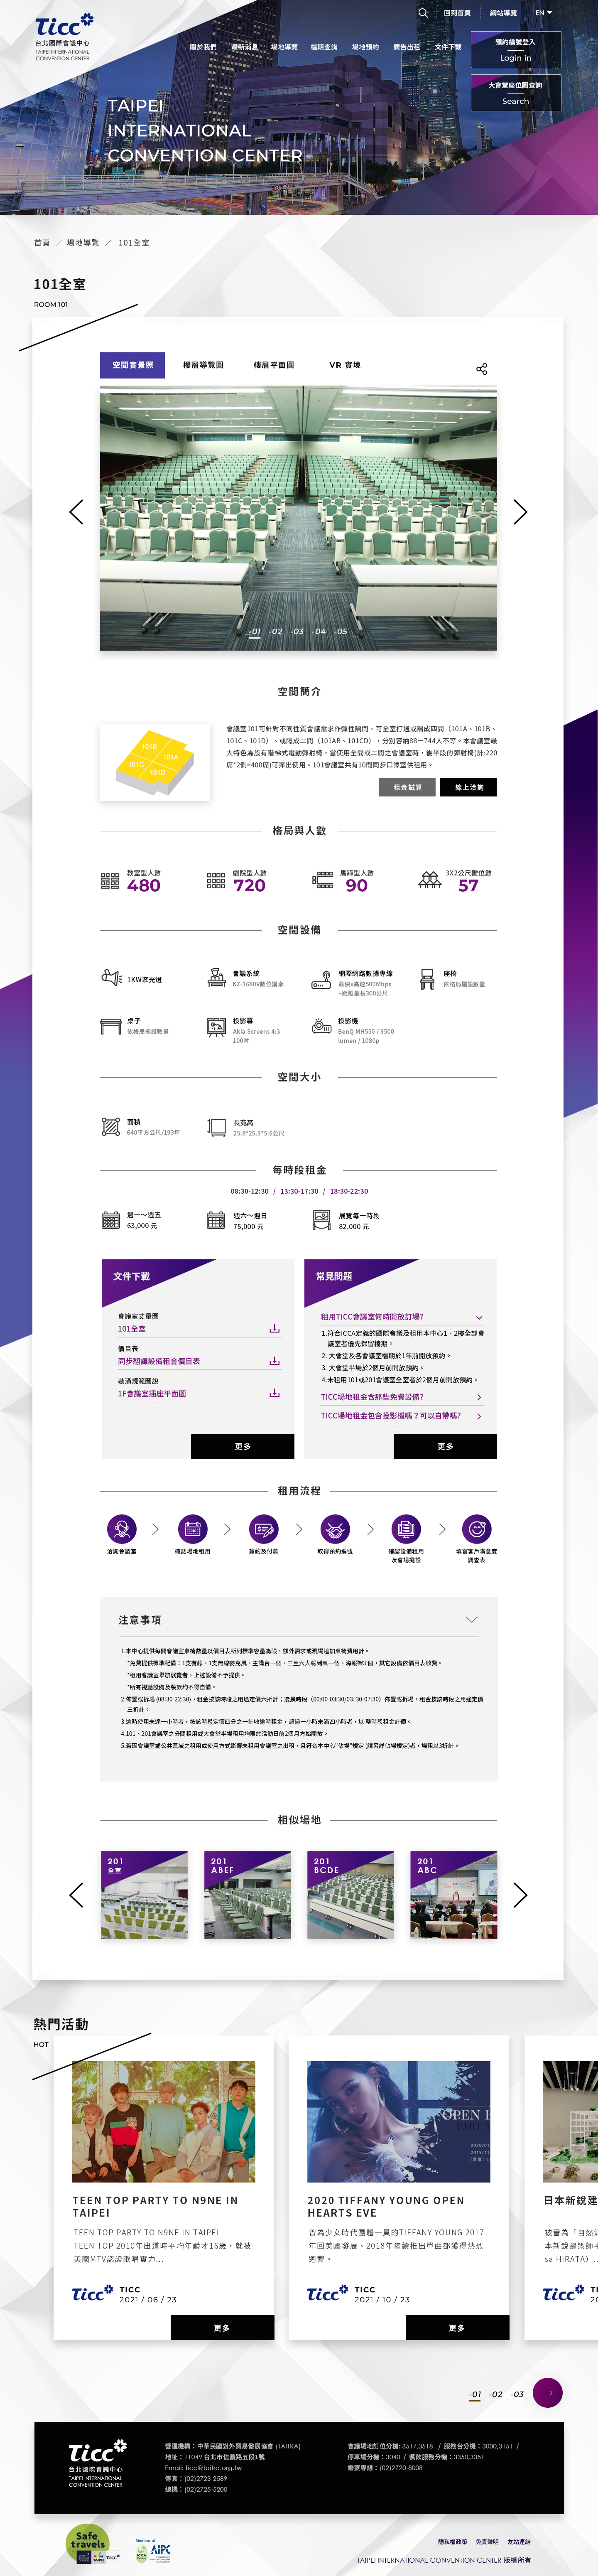 回到首頁
網站導覽
EN
Ticc
台北國際會議中心
TAIPEI INTERNATIONAL
CONVENTION CENTER
關於我們
最新消息
場地導覽
檔期查詢
場地預約
廣告出租
文件下載
預約編號登入
Login in
大會堂座位圖查詢
Search
TAIPEI
INTERNATIONAL
CONVENTION CENTER
首頁 ／ 場地導覽 ／ 101全室
101全室
ROOM 101
空間實景照
樓層導覽圖
樓層平面圖
VR 實境
-01 -02 -03 -04 -05
空間簡介
101B
101A
101C
101D
會議室101可針對不同性質會議需求作彈性隔間，可全室打通或隔成四間（101A、101B、
101C、101D）、或隔成二間（101AB、101CD），分別容納88－744人不等。本會議室最
大特色為設有階梯式電動彈射椅，當使用全間或二間之會議室時，後半段的彈射椅(計:220
席*2側=400席)可彈出使用。101會議室共有10間同步口譯室供租用。
租金試算
線上洽詢
格局與人數
教室型人數
480
劇院型人數
720
馬蹄型人數
90
3X2公尺攤位數
57
空間設備
1KW聚光燈
會議系統
KZ-1680V數位講桌
網際網路數據專線
最快x高速500Mbps
+距離最長300公尺
座椅
依格局擺設數量
桌子
依格局擺設數量
投影幕
Akia Screens 4:3
100吋
投影機
BenQ MH550 / 3500
lumen / 1080p
空間大小
面積
640平方公尺/193坪
長寬高
25.8*25.3*5.6公尺
每時段租金
08:30-12:30 / 13:30-17:30 / 18:30-22:30
週一～週五
63,000 元
週六～週日
75,000 元
展覽每一時段
82,000 元
文件下載
會議室丈量圖
101全室
價目表
同步翻譯設備租金價目表
裝潢規範圖說
1F會議室插座平面圖
更多
常見問題
租用TICC會議室何時開放訂場?
1.符合ICCA定義的國際會議及租用本中心1、2樓全部會
議室者優先保留檔期。
2. 大會堂及各會議室檔期於1年前開放預約。
3. 大會堂半場於2個月前開放預約。
4.未租用101或201會議室全室者於2個月前開放預約。
TICC場地租金含那些免費設備?
TICC場地租金包含投影機嗎？可以自帶嗎?
更多
租用流程
洽詢會議室
確認場地租用
簽約及付款
取得預約編號
確認設備租用
及會場擺設
填寫客戶滿意度
調查表
注意事項
1.本中心提供每間會議室桌椅數量以價目表所列標準容量為限，額外需求或現場追加桌椅費用計。
*免費提供標準配備：1支有線、1支無線麥克風、主講台一個、三至六人報到桌一個、海報架3 個，其它設備依價目表收費。
*租用會議室舉辦展覽者，上述設備不予提供。
*所有視聽設備及餐飲均不得自備。
2.佈置或拆場 (08:30-22:30)，租金按該時段之用途定價六折計；凌晨時段（00:00-03:30/03: 30-07:30）佈置或拆場，租金按該時段之用途定價
三折計。
3.逾時使用未達一小時者，按該時段定價四分之一計收逾時租金，超過一小時未滿四小時者，以 整時段租金計價。
4.101、201會議室之分間租用或大會堂半場租用均限於活動日前2個月方始開放。
5.若因會議室或公共區域之租用或使用方式影響未租用會議室之出租，且符合本中心"佔場"規定 (請另詳佔場規定)者，場租以3折計。
相似場地
201
全室
201
ABEF
201
BCDE
201
ABC
熱門活動
HOT
TEEN TOP PARTY TO N9NE IN
TAIPEI
TEEN TOP PARTY TO N9NE IN TAIPEI
TEEN TOP 2010年出道時平均年齡才16歲，就被
美國MTV認證歌唱實力...
Ticc
TICC
2021 / 06 / 23
更多
2020 TIFFANY YOUNG OPEN
HEARTS EVE
曾為少女時代團體一員的TIFFANY YOUNG 2017
年回美國發展、2018年陸續推出單曲都獲得熱烈
迴響。
Ticc
TICC
2021 / 10 / 23
更多
日本新銳建
被譽為「自然派
本新銳建築師平
sa HIRATA）..
Ticc
-01 -02 -03
Ticc
台北國際會議中心
TAIPEI INTERNATIONAL
CONVENTION CENTER
營運機構：中華民國對外貿易發展協會 (TAITRA)
地址：11049 台北市信義路五段1號
Email: ticc@taitra.org.tw
傳真：(02)2723-2589
總機：(02)2725-5200
會議場地訂位分機: 3517,3518 / 服務台分機：3000,3151 /
停車場分機：3040 / 餐飲服務分機：3350,3351
婚宴專線：(02)2720-8008
Safe
travels
Member of
AIPC
隱私權政策
免責聲明
友站連結
TAIPEI INTERNATIONAL CONVENTION CENTER 版權所有